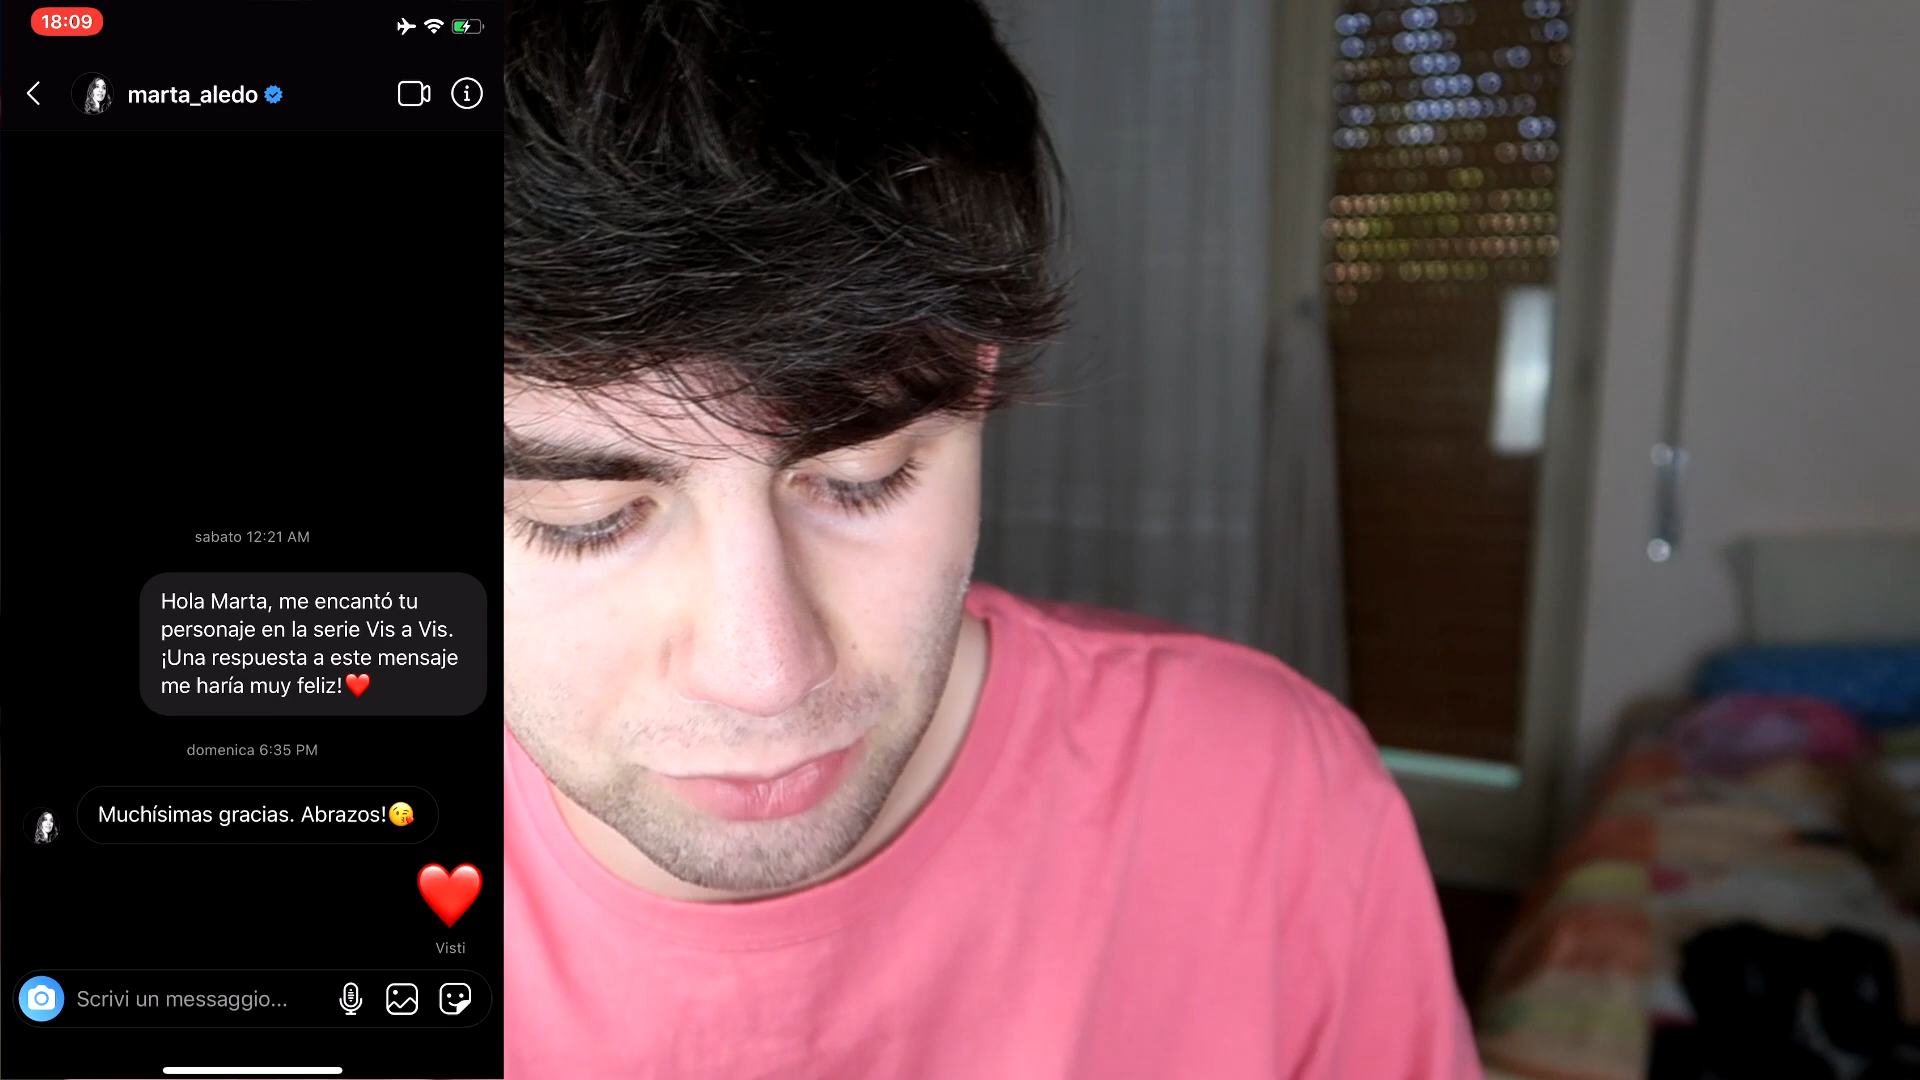 18:09
marta_aledo
sabato 12:21 AM
Hola Marta, me encantó tu
personaje en la serie Vis a Vis.
¡Una respuesta a este mensaje
me haría muy feliz!❤️
domenica 6:35 PM
Muchísimas gracias. Abrazos!😘
❤️
Visti
Scrivi un messaggio...